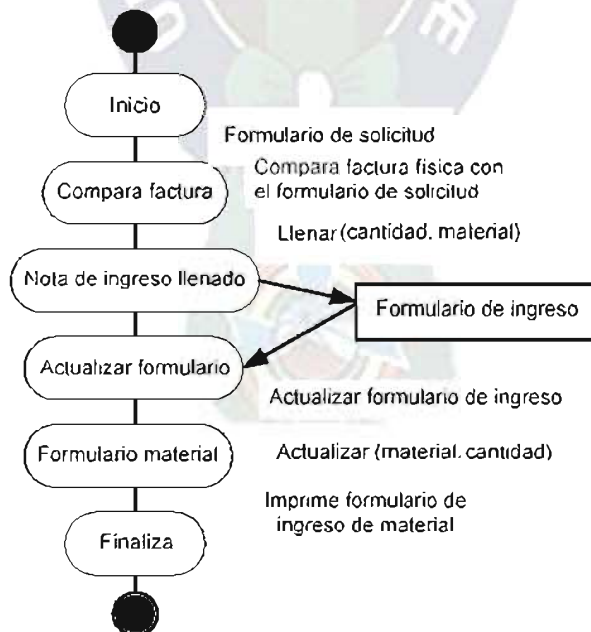 Inicio
Formulario de solicitud
Compara factura
Compara factura fisica con
el formulario de solicitud
Llenar (cantidad, material)
Nota de ingreso llenado
Formulario de ingreso
Actualizar formulario
Actualizar formulario de ingreso
Formulario material
Actualizar (material, cantidad)
Imprime formulario de
ingreso de material
Finaliza